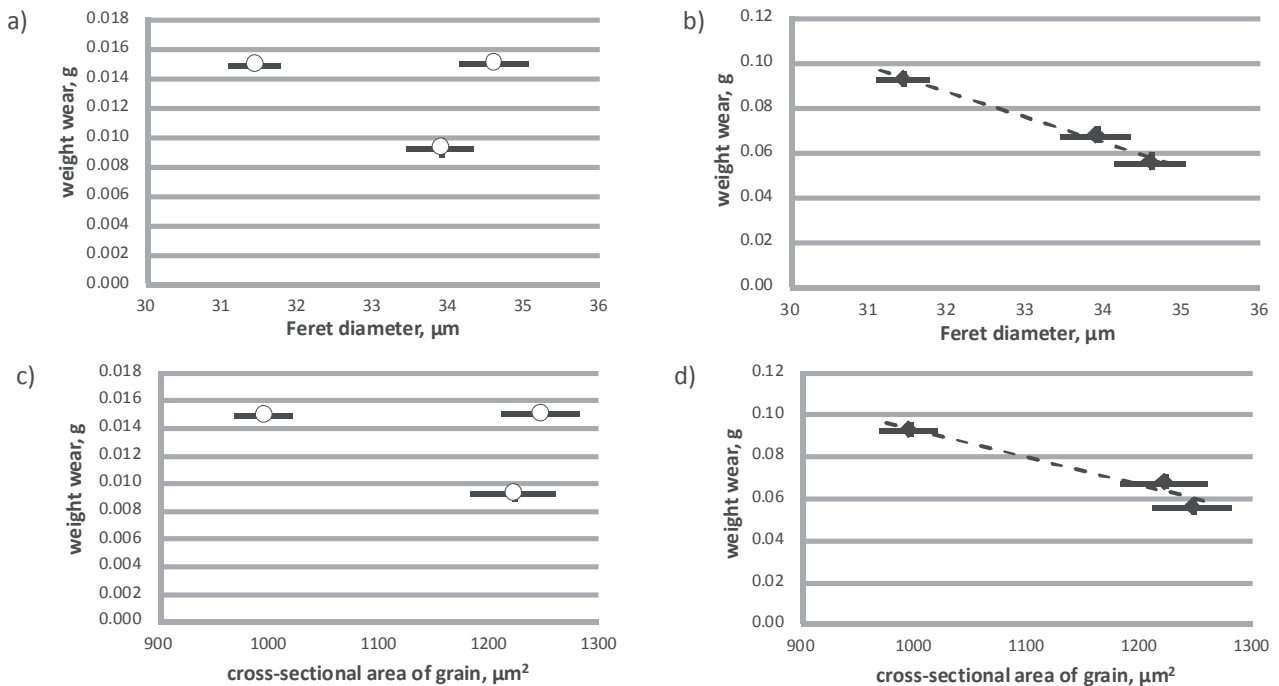 a)
0.018
0.016
0.014
0.012
0.010
0.008
0.006
0.004
0.002
0.000
weight wear, g
30 31 32 33 34 35 36
Feret diameter, µm
b)
0.12
0.10
0.08
0.06
0.04
0.02
0.00
weight wear, g
30 31 32 33 34 35 36
Feret diameter, µm
c)
0.018
0.016
0.014
0.012
0.010
0.008
0.006
0.004
0.002
0.000
weight wear, g
900 1000 1100 1200 1300
cross-sectional area of grain, µm²
d)
0.12
0.10
0.08
0.06
0.04
0.02
0.00
weight wear, g
900 1000 1100 1200 1300
cross-sectional area of grain, µm²